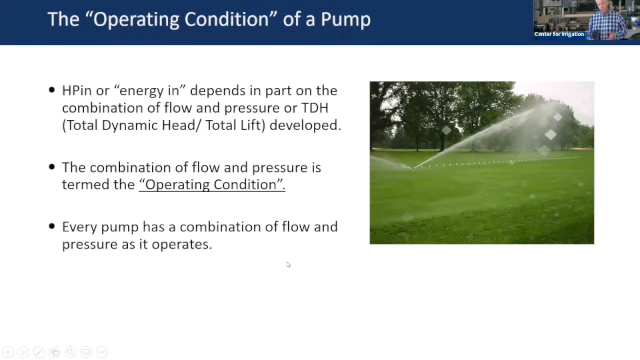 The “Operating Condition” of a Pump
Center for Irrigation
● HPin or “energy in” depends in part on the
combination of flow and pressure or TDH
(Total Dynamic Head/ Total Lift) developed.
● The combination of flow and pressure is
termed the “Operating Condition”.
● Every pump has a combination of flow and
pressure as it operates.